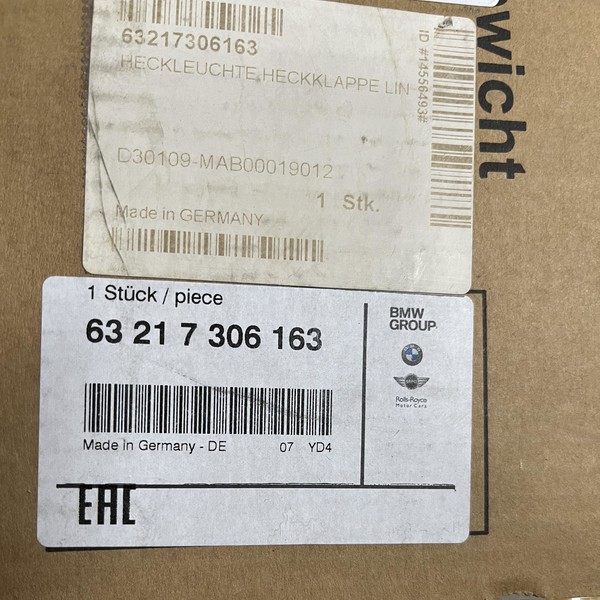 63217306163
HECKLEUCHTE HECKKLAPPE LIN
ID #14556493#
D30109-MAB00019012
1 Stk.
Made in GERMANY
wicht
1 Stück / piece
63 21 7 306 163
Made in Germany - DE 07 YD4
EAC
BMW
GROUP
Rolls-Royce
Motor Cars